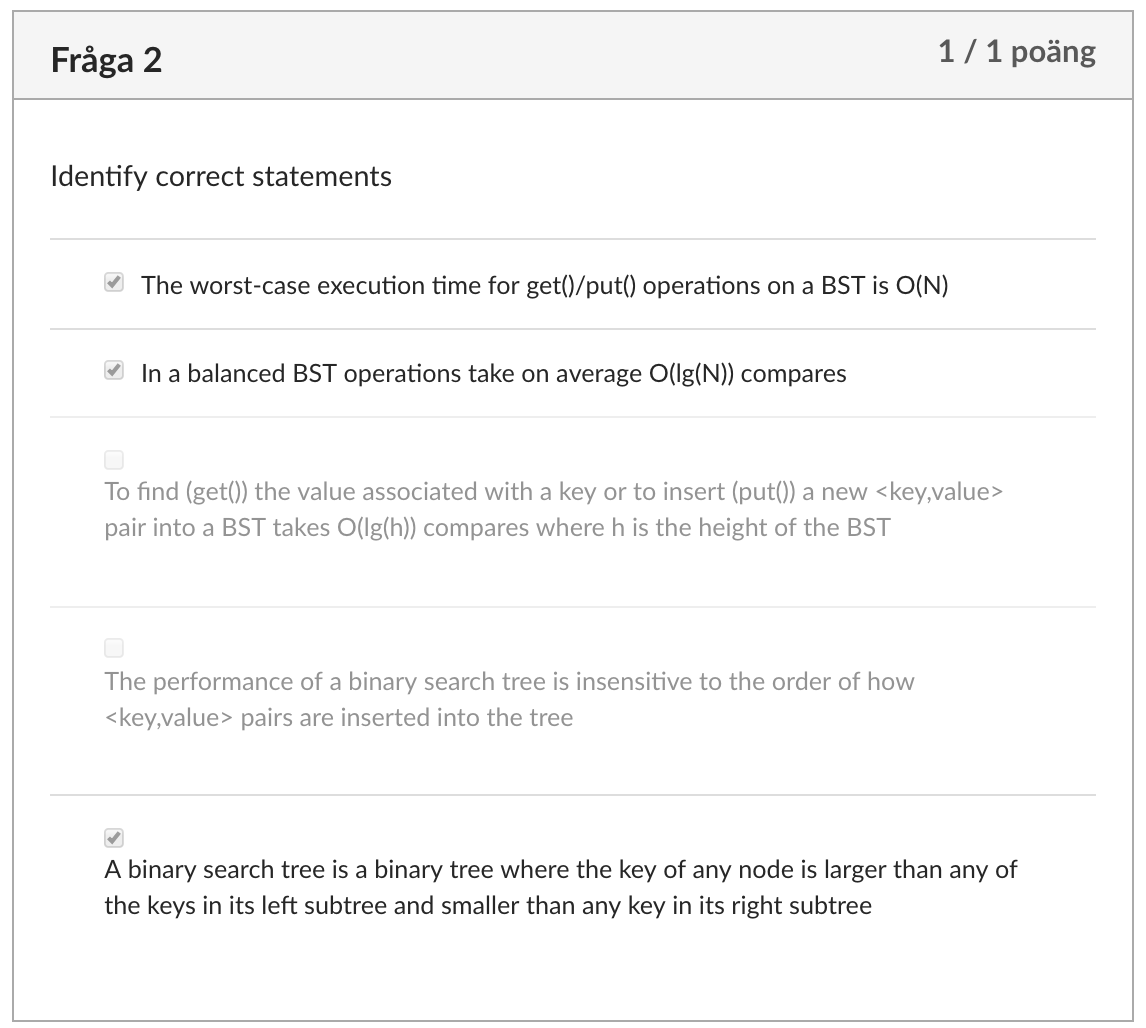 Fråga 2
1 / 1 poäng
Identify correct statements
The worst-case execution time for get()/put() operations on a BST is O(N)
In a balanced BST operations take on average O(lg(N)) compares
To find (get()) the value associated with a key or to insert (put()) a new <key,value>
pair into a BST takes O(lg(h)) compares where h is the height of the BST
The performance of a binary search tree is insensitive to the order of how
<key,value> pairs are inserted into the tree
A binary search tree is a binary tree where the key of any node is larger than any of
the keys in its left subtree and smaller than any key in its right subtree